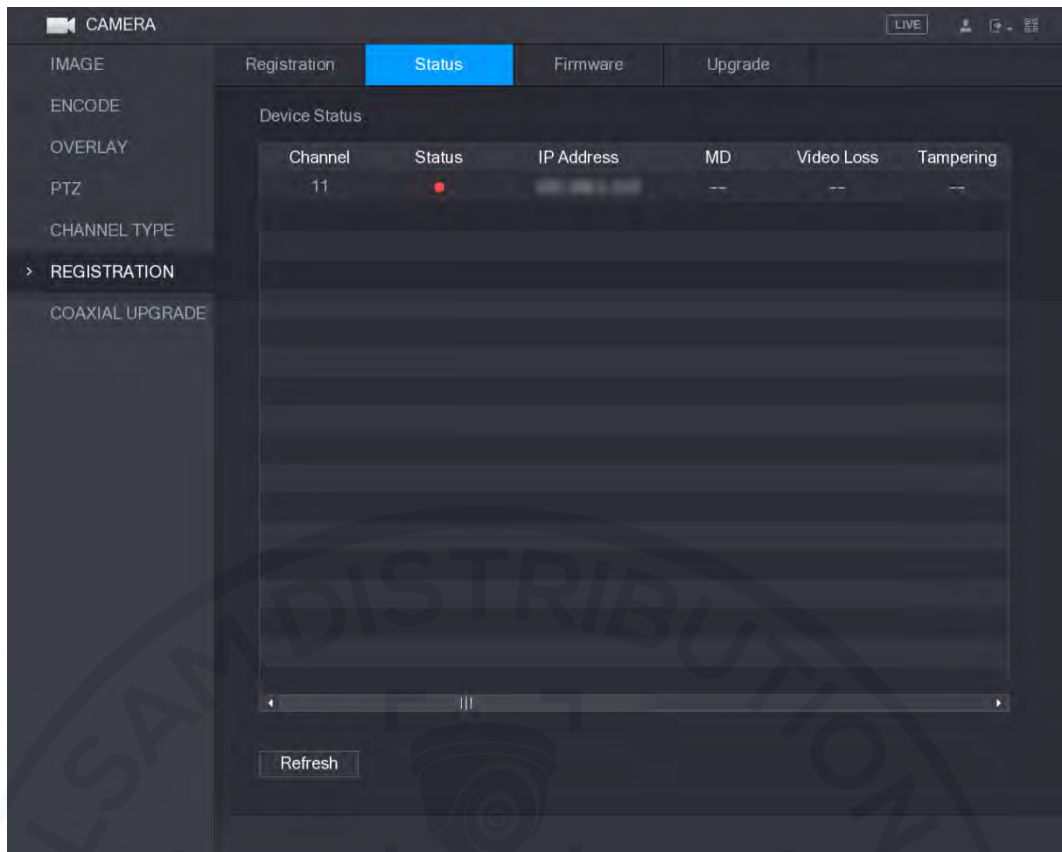 CAMERA LIVE
IMAGE
ENCODE
OVERLAY
PTZ
CHANNEL TYPE
REGISTRATION
COAXIAL UPGRADE
Registration Status Firmware Upgrade
Device Status
Channel Status IP Address MD Video Loss Tampering
11 -- -- --
Refresh